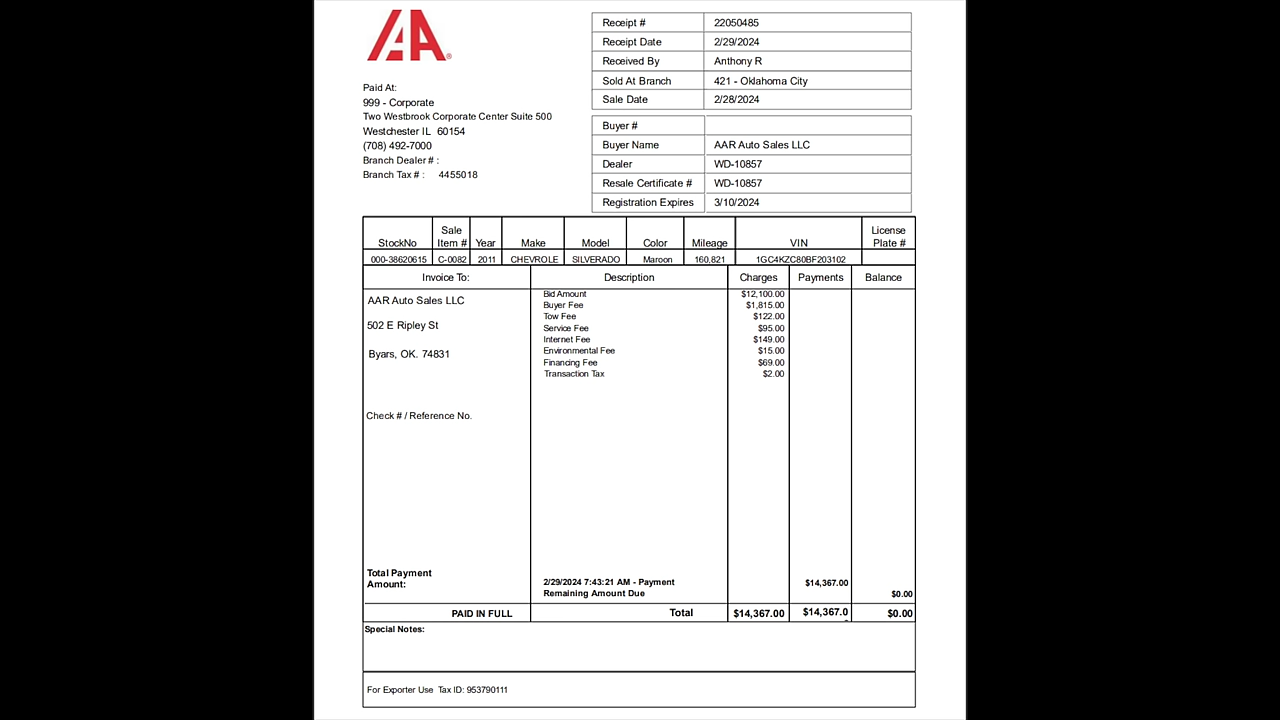 IAA®
Receipt # 22050485
Receipt Date 2/29/2024
Received By Anthony R
Sold At Branch 421 - Oklahoma City
Sale Date 2/28/2024
Paid At:
999 - Corporate
Two Westbrook Corporate Center Suite 500
Westchester IL 60154
(708) 492-7000
Branch Dealer # :
Branch Tax # : 4455018
Buyer #
Buyer Name AAR Auto Sales LLC
Dealer WD-10857
Resale Certificate # WD-10857
Registration Expires 3/10/2024
StockNo Sale Item # Year Make Model Color Mileage VIN License Plate #
000-38620615 C-0082 2011 CHEVROLE SILVERADO Maroon 160,821 1GC4KZC80BF203102
Invoice To: Description Charges Payments Balance
AAR Auto Sales LLC
502 E Ripley St
Byars, OK. 74831
Bid Amount $12,100.00
Buyer Fee $1,815.00
Tow Fee $122.00
Service Fee $95.00
Internet Fee $149.00
Environmental Fee $15.00
Financing Fee $69.00
Transaction Tax $2.00
Check # / Reference No.
Total Payment
Amount:
2/29/2024 7:43:21 AM - Payment $14,367.00
Remaining Amount Due $0.00
PAID IN FULL Total $14,367.00 $14,367.0 $0.00
Special Notes:
For Exporter Use Tax ID: 953790111